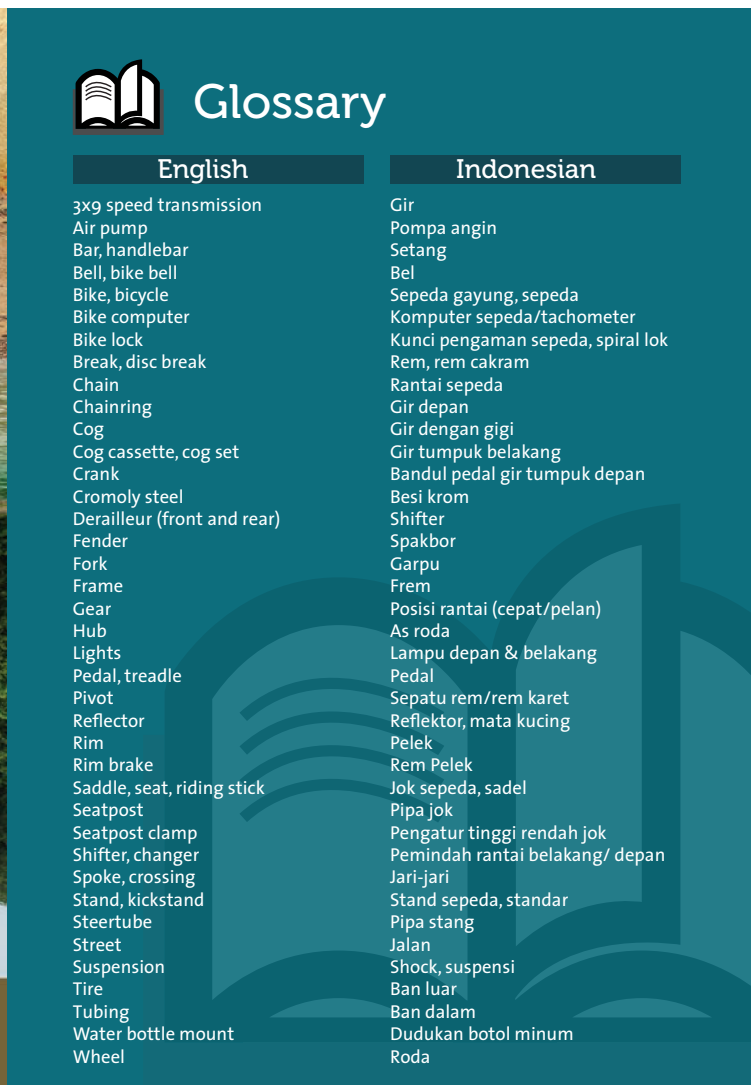 Glossary
English Indonesian
3x9 speed transmission Gir
Air pump Pompa angin
Bar, handlebar Setang
Bell, bike bell Bel
Bike, bicycle Sepeda gayung, sepeda
Bike computer Komputer sepeda/tachometer
Bike lock Kunci pengaman sepeda, spiral lok
Break, disc break Rem, rem cakram
Chain Rantai sepeda
Chainring Gir depan
Cog Gir dengan gigi
Cog cassette, cog set Gir tumpuk belakang
Crank Bandul pedal gir tumpuk depan
Cromoly steel Besi krom
Derailleur (front and rear) Shifter
Fender Spakbor
Fork Garpu
Frame Frem
Gear Posisi rantai (cepat/pelan)
Hub As roda
Lights Lampu depan & belakang
Pedal, treadle Pedal
Pivot Sepatu rem/rem karet
Reflector Reflektor, mata kucing
Rim Pelek
Rim brake Rem Pelek
Saddle, seat, riding stick Jok sepeda, sadel
Seatpost Pipa jok
Seatpost clamp Pengatur tinggi rendah jok
Shifter, changer Pemindah rantai belakang/ depan
Spoke, crossing Jari-jari
Stand, kickstand Stand sepeda, standar
Steertube Pipa stang
Street Jalan
Suspension Shock, suspensi
Tire Ban luar
Tubing Ban dalam
Water bottle mount Dudukan botol minum
Wheel Roda